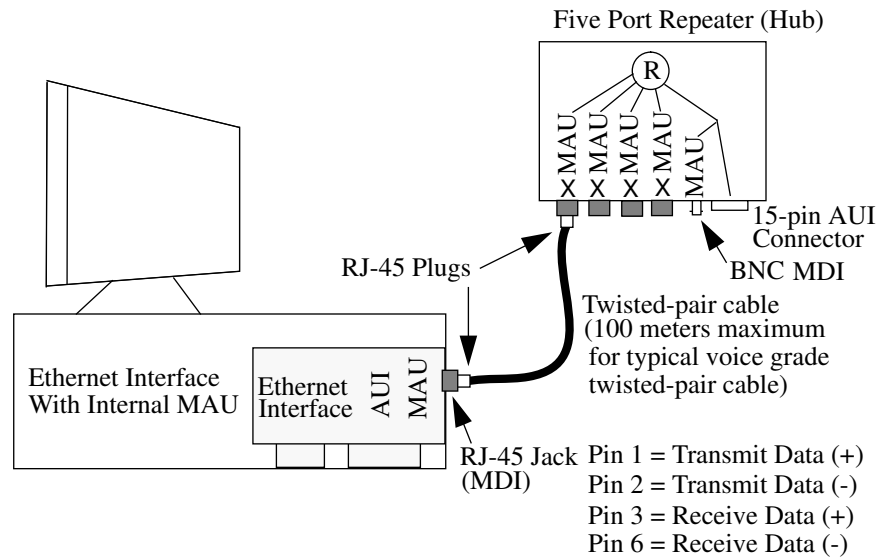 Five Port Repeater (Hub)
R
MAU
MAU
MAU
MAU
MAU
X
X
X
X
15-pin AUI
Connector
BNC MDI
RJ-45 Plugs
Twisted-pair cable
(100 meters maximum
for typical voice grade
twisted-pair cable)
Ethernet Interface
With Internal MAU
Ethernet
Interface
AUI
MAU
RJ-45 Jack
(MDI)
Pin 1 = Transmit Data (+)
Pin 2 = Transmit Data (-)
Pin 3 = Receive Data (+)
Pin 6 = Receive Data (-)